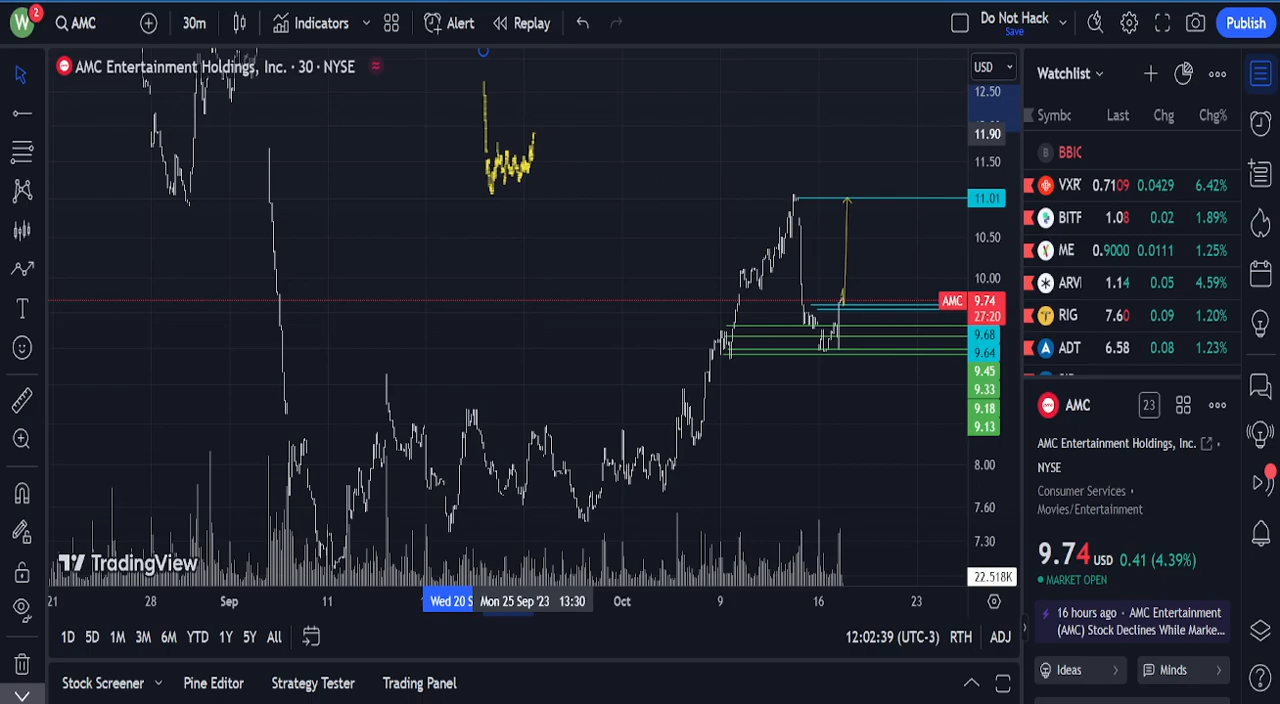 W 2 AMC 30m Indicators Alert Replay Do Not Hack Save Publish
AMC Entertainment Holdings, Inc. · 30 · NYSE
USD
12.50
11.90
11.50
11.01
10.50
10.00
AMC 9.74
27:20
9.68
9.64
9.45
9.33
9.18
9.13
8.00
7.60
7.30
22.518K
TradingView
21 28 Sep 11 Wed 20 S Mon 25 Sep '23 13:30 Oct 9 16 23
1D 5D 1M 3M 6M YTD 1Y 5Y All 12:02:39 (UTC-3) RTH ADJ
Stock Screener Pine Editor Strategy Tester Trading Panel
Watchlist
Symbc Last Chg Chg%
B BBIC
VXR 0.7109 0.0429 6.42%
BITF 1.08 0.02 1.89%
ME 0.9000 0.0111 1.25%
ARVI 1.14 0.05 4.59%
RIG 7.60 0.09 1.20%
ADT 6.58 0.08 1.23%
AMC 23
AMC Entertainment Holdings, Inc. ·
NYSE
Consumer Services ·
Movies/Entertainment
9.74 USD 0.41 (4.39%)
MARKET OPEN
16 hours ago · AMC Entertainment
(AMC) Stock Declines While Marke...
Ideas Minds